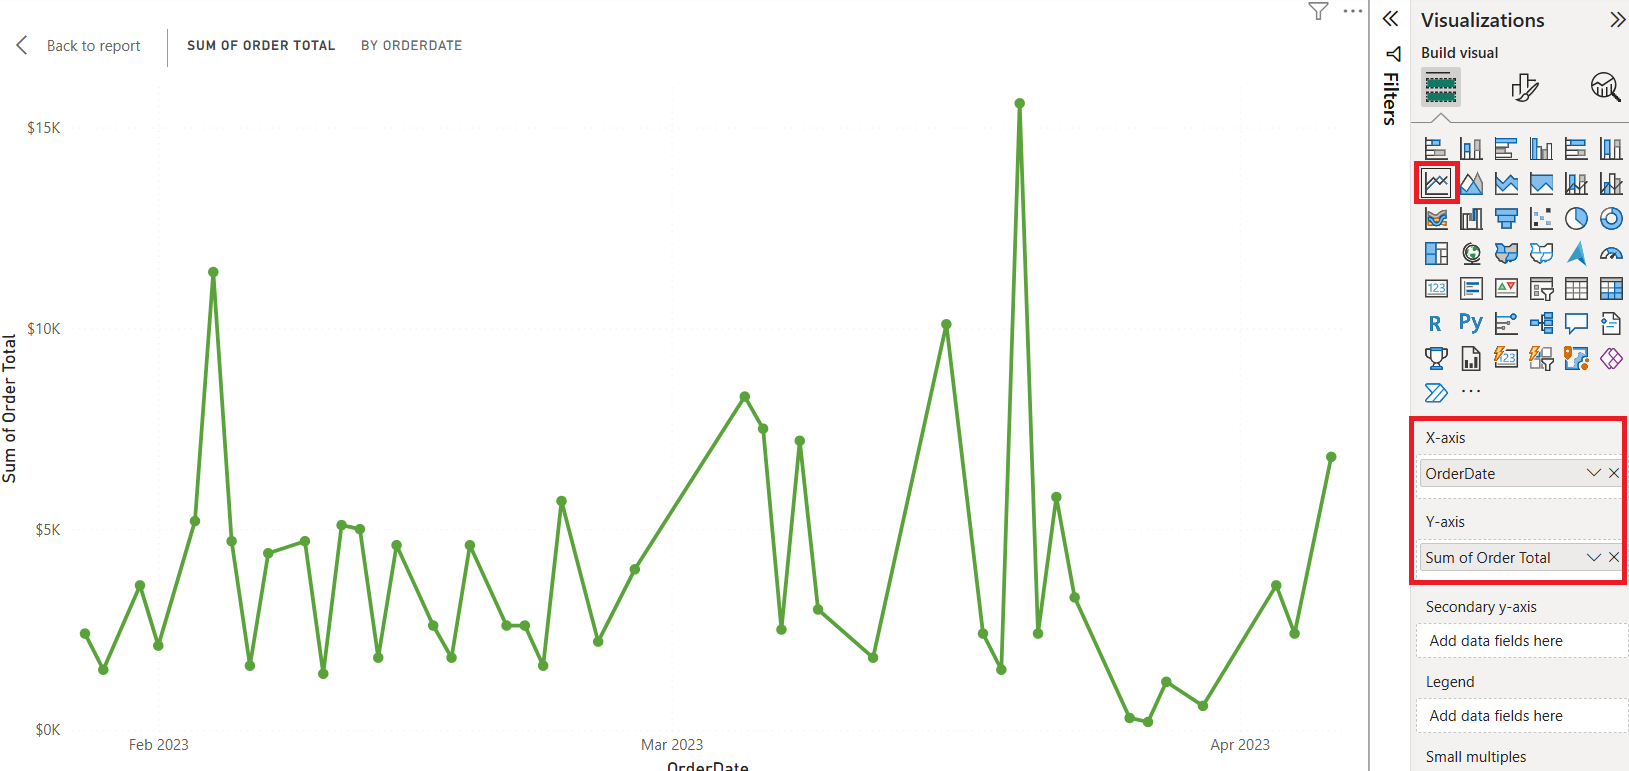 Back to report
SUM OF ORDER TOTAL
BY ORDERDATE
$15K
$10K
$5K
$0K
Sum of Order Total
Feb 2023
Mar 2023
Apr 2023
OrderDate
Filters
Visualizations
Build visual
123
R
Py
123
...
X-axis
OrderDate
Y-axis
Sum of Order Total
Secondary y-axis
Add data fields here
Legend
Add data fields here
Small multiples